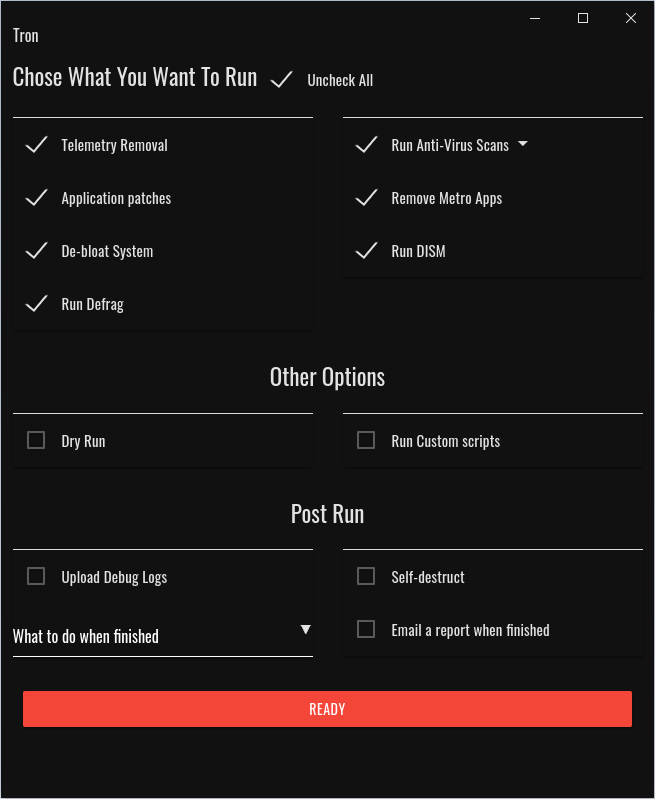 Tron
Chose What You Want To Run
Uncheck All
Telemetry Removal
Run Anti-Virus Scans
Application patches
Remove Metro Apps
De-bloat System
Run DISM
Run Defrag
Other Options
Dry Run
Run Custom scripts
Post Run
Upload Debug Logs
Self-destruct
What to do when finished
Email a report when finished
READY